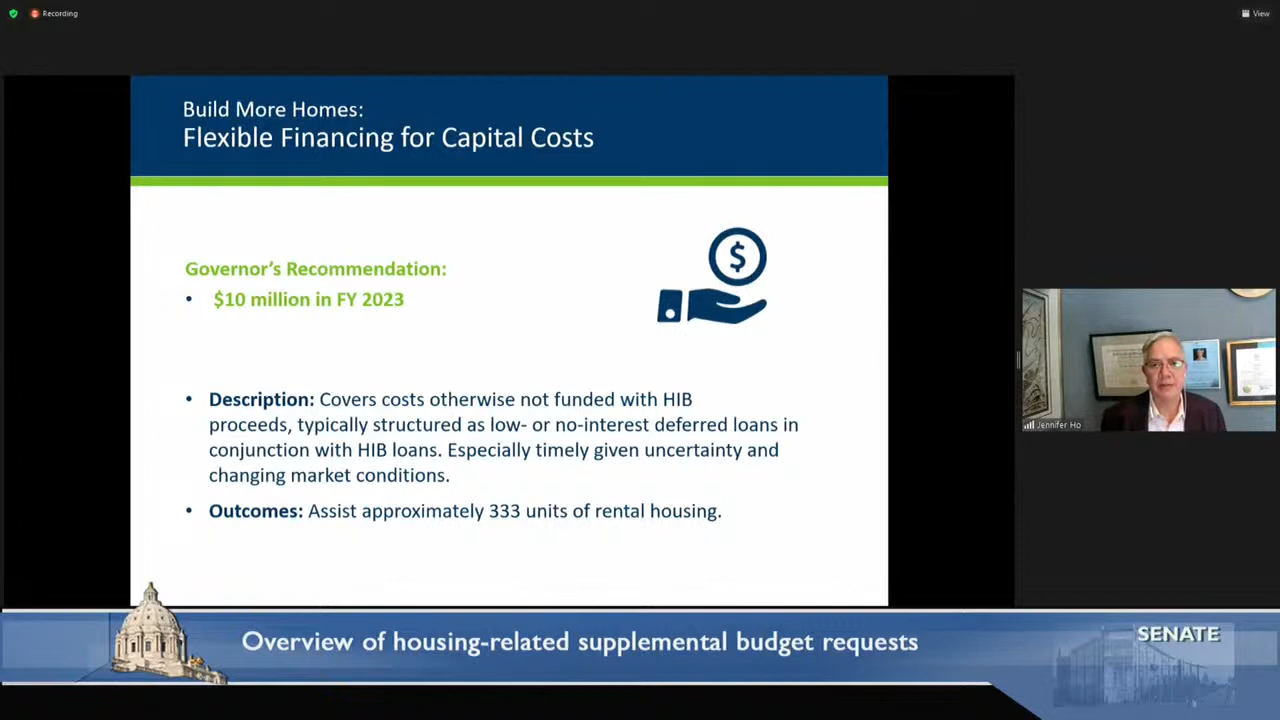 Recording
View
Build More Homes:
Flexible Financing for Capital Costs
Governor's Recommendation:
• $10 million in FY 2023
$
• Description: Covers costs otherwise not funded with HIB
proceeds, typically structured as low- or no-interest deferred loans in
conjunction with HIB loans. Especially timely given uncertainty and
changing market conditions.
• Outcomes: Assist approximately 333 units of rental housing.
Jennifer Ho
Overview of housing-related supplemental budget requests
SENATE